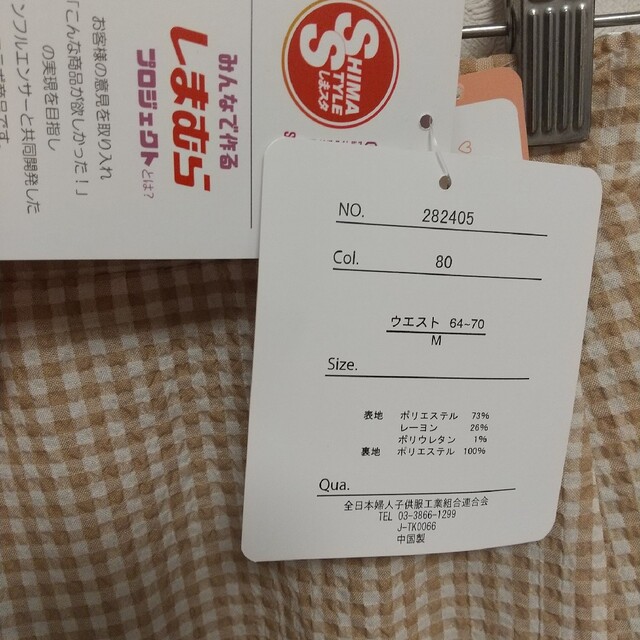 みんなで作る
しまむら
プロジェクトとは?
お客様の意見を取り入れ
「こんな商品が欲しかった!」
の実現を目指し
ンフルエンサーと共同開発した
商品です。
SHIMA
STYLE
しまむら
NO. 282405
Col. 80
ウエスト 64~70
M
Size.
表地 ポリエステル 73%
レーヨン 26%
ポリウレタン 1%
裏地 ポリエステル 100%
Qua.
全日本婦人子供服工業組合連合会
TEL 03-3866-1299
J-TK0066
中国製